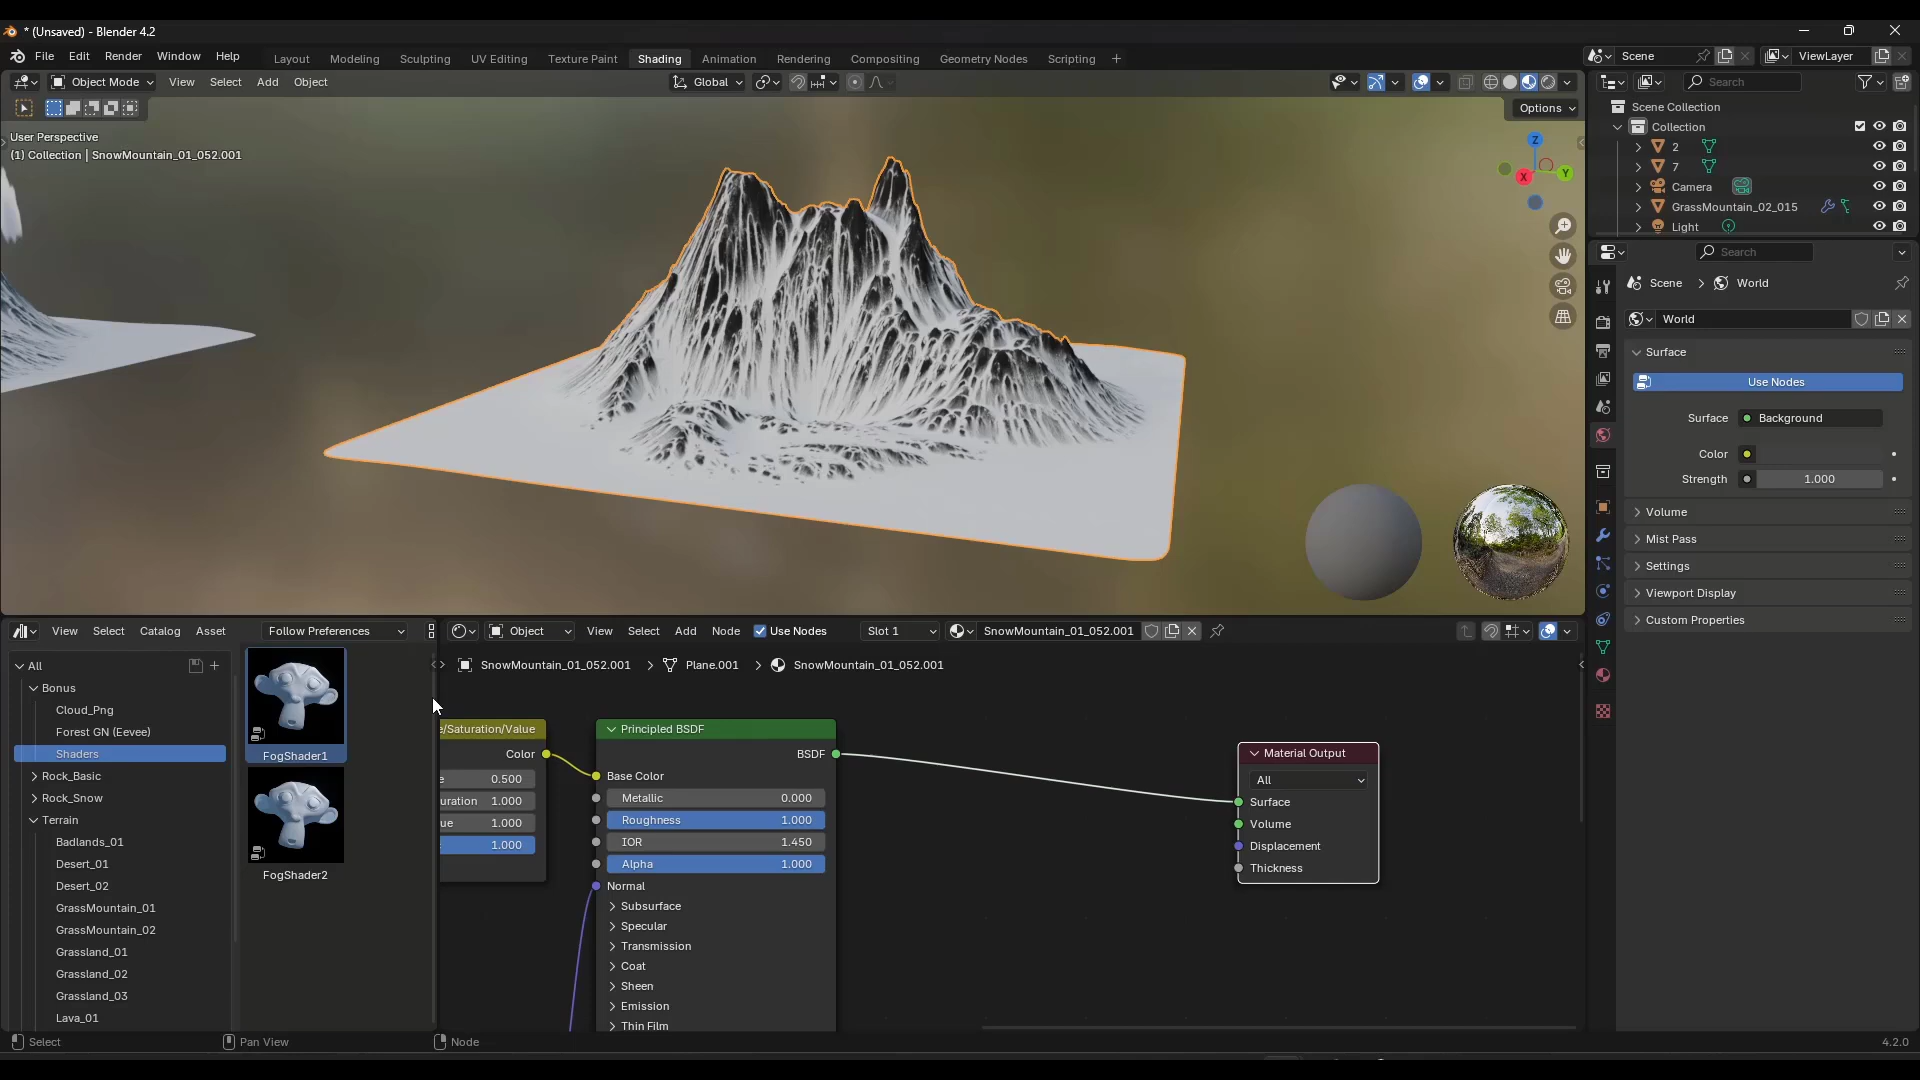 * (Unsaved) - Blender 4.2
File Edit Render Window Help
Layout Modeling Sculpting UV Editing Texture Paint Shading Animation Rendering Compositing Geometry Nodes Scripting +
Scene
ViewLayer
Object Mode View Select Add Object
Global
Search
Options
User Perspective
(1) Collection | SnowMountain_01_052.001
Z
X
Y
Scene Collection
Collection
2
7
Camera
GrassMountain_02_015
Light
Search
Scene > World
World
Surface
Use Nodes
Surface Background
Color
Strength 1.000
Volume
Mist Pass
Settings
Viewport Display
Custom Properties
View Select Catalog Asset Follow Preferences
All
Bonus
Cloud_Png
Forest GN (Eevee)
Shaders
Rock_Basic
Rock_Snow
Terrain
Badlands_01
Desert_01
Desert_02
GrassMountain_01
GrassMountain_02
Grassland_01
Grassland_02
Grassland_03
Lava_01
FogShader1
FogShader2
Object View Select Add Node Use Nodes Slot 1 SnowMountain_01_052.001
SnowMountain_01_052.001 > Plane.001 > SnowMountain_01_052.001
e/Saturation/Value
Color
e 0.500
uration 1.000
ue 1.000
1.000
Principled BSDF
BSDF
Base Color
Metallic 0.000
Roughness 1.000
IOR 1.450
Alpha 1.000
Normal
Subsurface
Specular
Transmission
Coat
Sheen
Emission
Thin Film
Material Output
All
Surface
Volume
Displacement
Thickness
Select
Pan View
Node
4.2.0